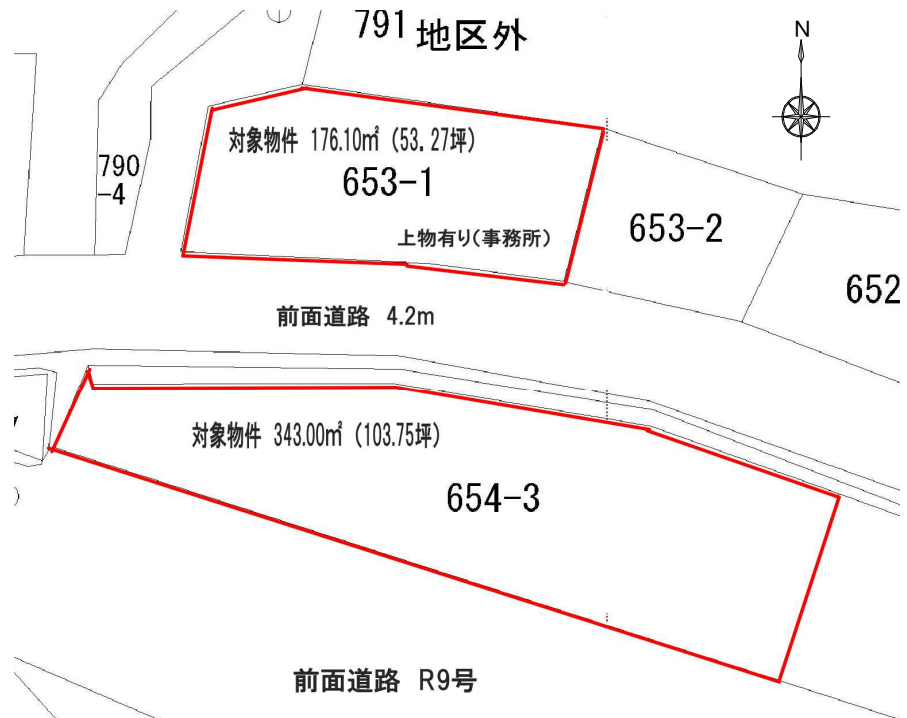 791 地区外
N
対象物件 176.10㎡ (53.27坪)
790
-4
653-1
653-2
上物有り(事務所)
652
前面道路 4.2m
対象物件 343.00㎡ (103.75坪)
654-3
前面道路 R9号